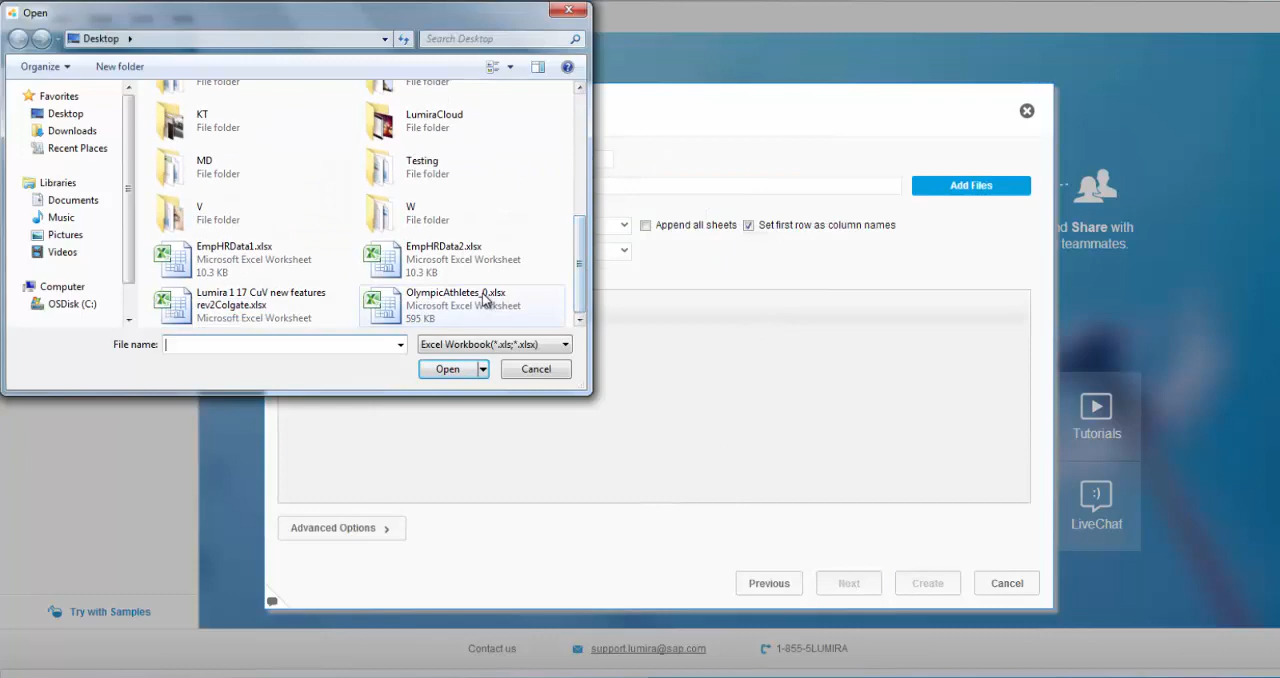 Open
Desktop
Search Desktop
Organize
New folder
Favorites
Desktop
Downloads
Recent Places
Libraries
Documents
Music
Pictures
Videos
Computer
OSDisk (C:)
File folder
File folder
KT
File folder
LumiraCloud
File folder
MD
File folder
Testing
File folder
V
File folder
W
File folder
EmpHRData1.xlsx
Microsoft Excel Worksheet
10.3 KB
EmpHRData2.xlsx
Microsoft Excel Worksheet
10.3 KB
Lumira 1 17 CuV new features
rev2Colgate.xlsx
Microsoft Excel Worksheet
OlympicAthletes_0.xlsx
Microsoft Excel Worksheet
595 KB
File name:
Excel Workbook(*.xls;*.xlsx)
Open
Cancel
Add Files
Append all sheets
Set first row as column names
Advanced Options
Previous
Next
Create
Cancel
d Share with
teammates.
Tutorials
:)
LiveChat
Try with Samples
Contact us
support.lumira@sap.com
1-855-5LUMIRA